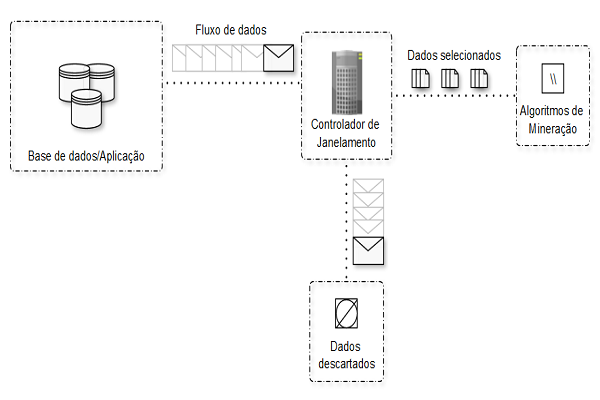 Fluxo de dados
Base de dados/Aplicação
Controlador de
Janelamento
Dados selecionados
\\
Algoritmos de
Mineração
Dados
descartados